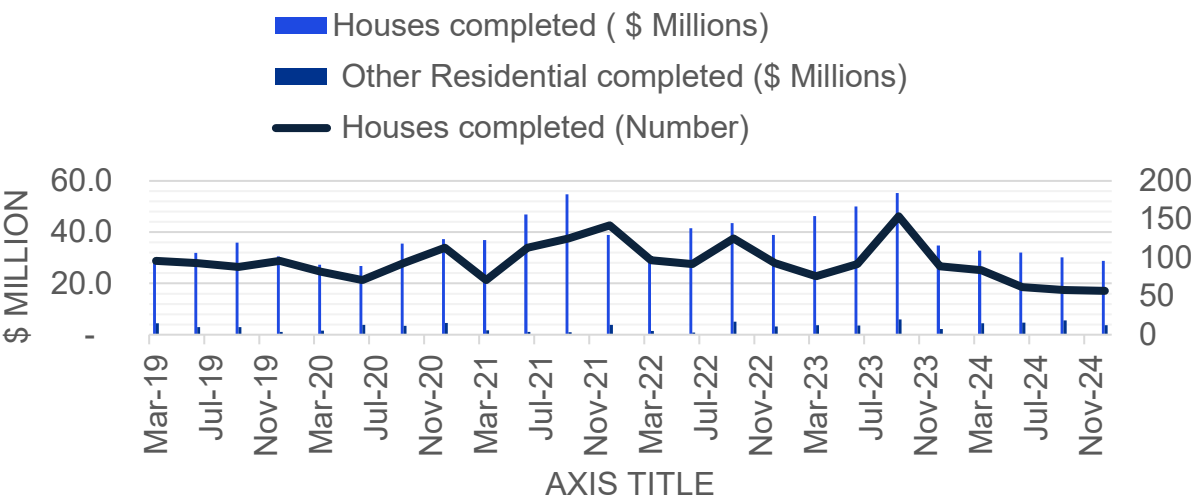 Houses completed ( $ Millions)
Other Residential completed ($ Millions)
Houses completed (Number)
$ MILLION
60.0
40.0
20.0
-
200
150
100
50
0
Mar-19
Jul-19
Nov-19
Mar-20
Jul-20
Nov-20
Mar-21
Jul-21
Nov-21
Mar-22
Jul-22
Nov-22
Mar-23
Jul-23
Nov-23
Mar-24
Jul-24
Nov-24
AXIS TITLE